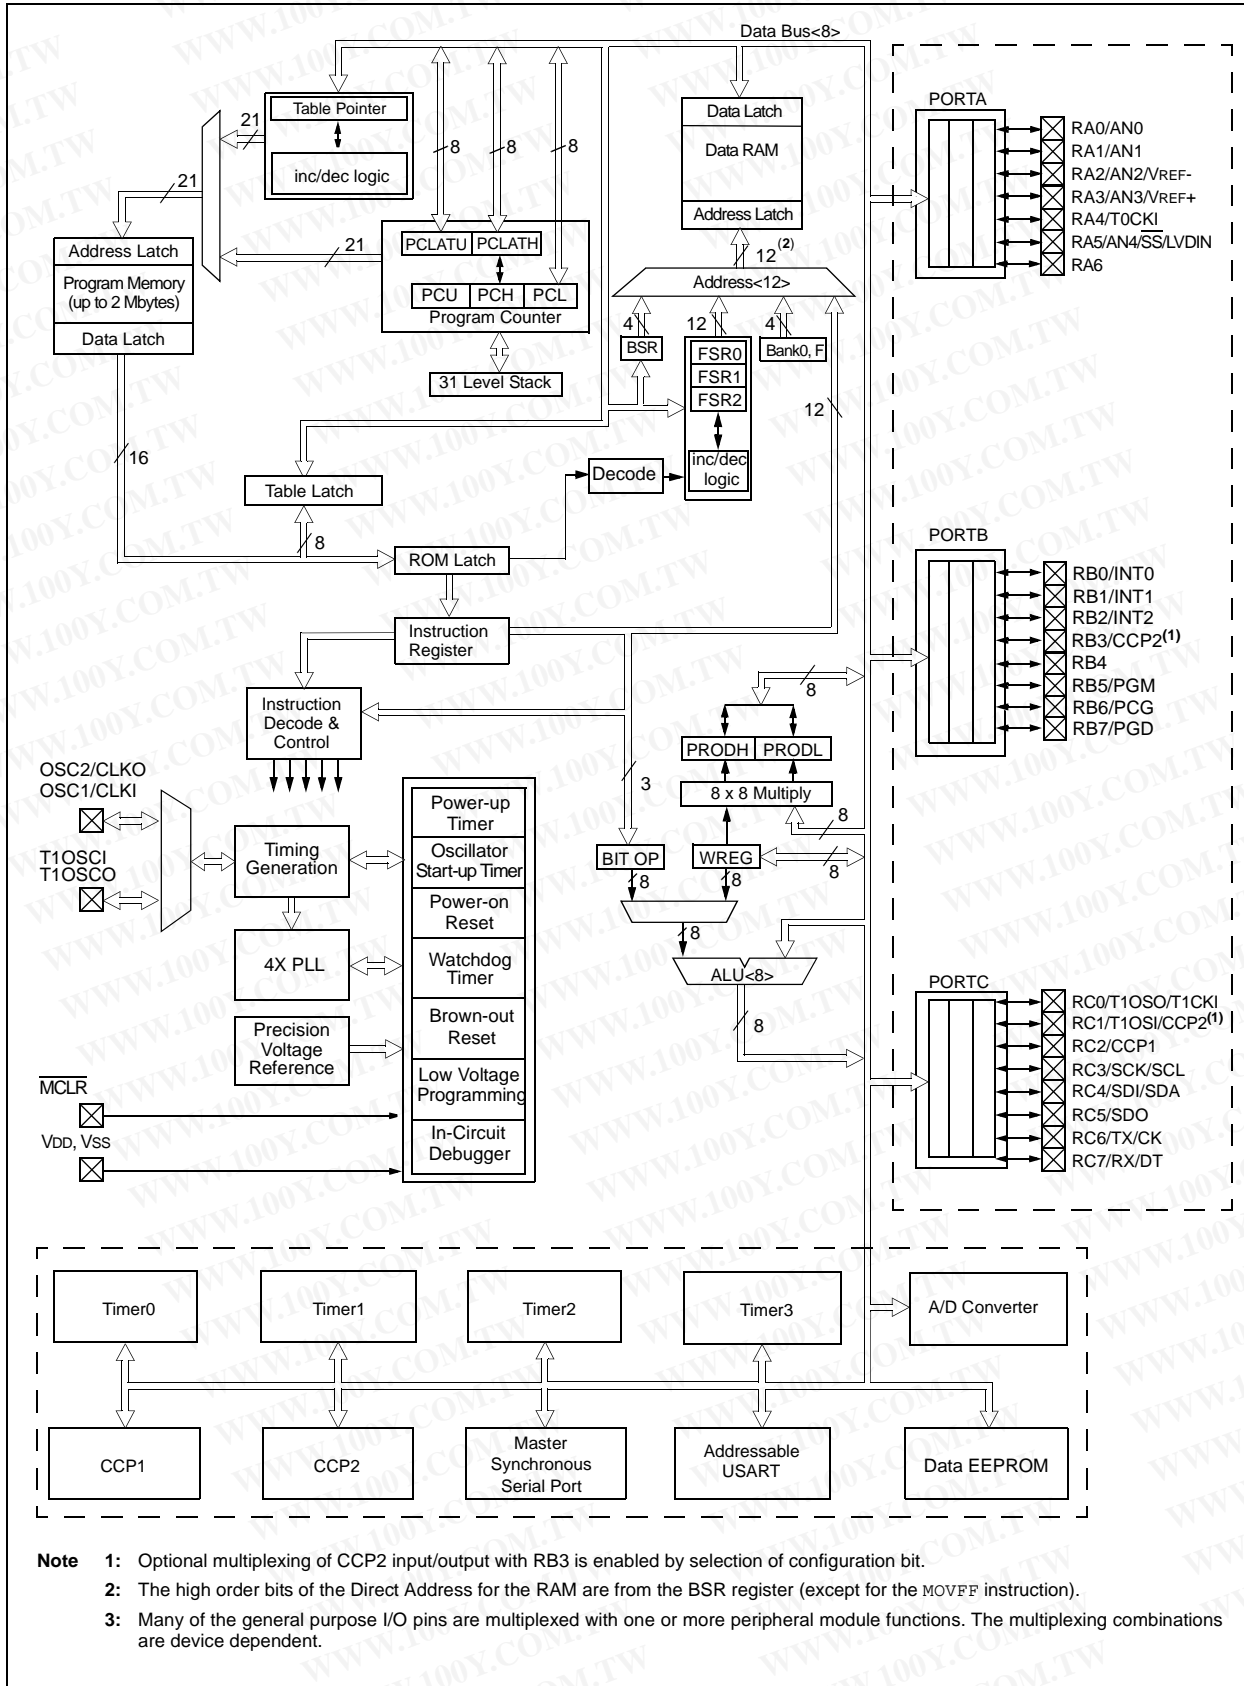 Data Bus<8>
PORTA
Table Pointer
Data Latch
21
RA0/AN0
8
8
8
Data RAM
RA1/AN1
inc/dec logic
RA2/AN2/VREF-
21
RA3/AN3/VREF+
Address Latch
RA4/T0CKI
21
PCLATU
PCLATH
12(2)
RA5/AN4/SS/LVDIN
Address Latch
RA6
Program Memory
(up to 2 Mbytes)
Address<12>
PCU
PCH
PCL
Program Counter
4
12
4
Data Latch
BSR
FSR0
Bank0, F
FSR1
31 Level Stack
FSR2
12
16
inc/dec
logic
Decode
Table Latch
8
PORTB
ROM Latch
RB0/INT0
RB1/INT1
RB2/INT2
Instruction
Register
RB3/CCP2(1)
RB4
8
RB5/PGM
Instruction
Decode &
Control
RB6/PCG
RB7/PGD
PRODH
PRODL
OSC2/CLKO
OSC1/CLKI
3
8 x 8 Multiply
Power-up
Timer
8
T1OSCI
T1OSCO
Timing
Generation
Oscillator
Start-up Timer
BIT OP
WREG
8
8
8
Power-on
Reset
8
4X PLL
Watchdog
Timer
ALU<8>
PORTC
RC0/T1OSO/T1CKI
Brown-out
Reset
8
RC1/T1OSI/CCP2(1)
Precision
Voltage
Reference
RC2/CCP1
RC3/SCK/SCL
MCLR
Low Voltage
Programming
RC4/SDI/SDA
RC5/SDO
VDD, VSS
In-Circuit
Debugger
RC6/TX/CK
RC7/RX/DT
Timer0
Timer1
Timer2
Timer3
A/D Converter
CCP1
CCP2
Master
Synchronous
Serial Port
Addressable
USART
Data EEPROM
Note 1: Optional multiplexing of CCP2 input/output with RB3 is enabled by selection of configuration bit.
2: The high order bits of the Direct Address for the RAM are from the BSR register (except for the MOVFF instruction).
3: Many of the general purpose I/O pins are multiplexed with one or more peripheral module functions. The multiplexing combinations
are device dependent.
WWW.100Y.COM.TW